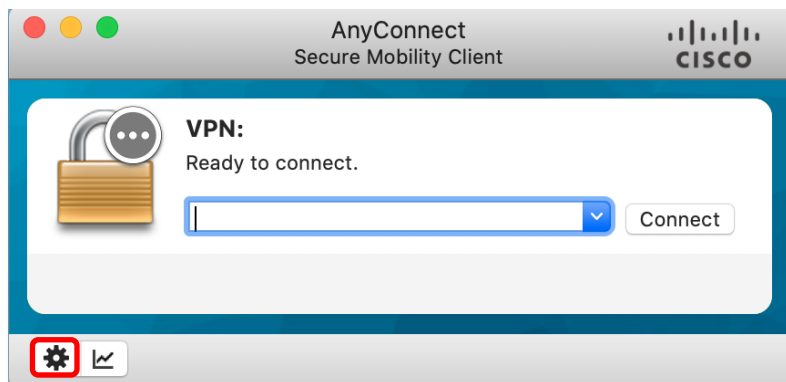 AnyConnect
Secure Mobility Client
CISCO
VPN:
Ready to connect.
Connect